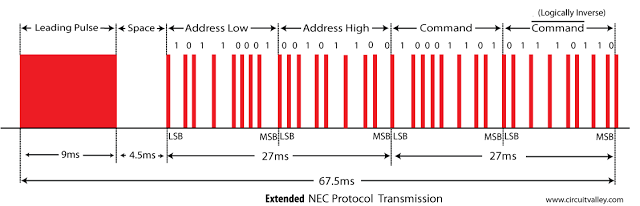 (Logically Inverse)
Leading Pulse Space Address Low Address High Command Command
1 0 1 1 0 0 0 1 0 0 1 0 1 1 0 0 1 0 1 0 0 0 1 1 0 1 0 1 1 1 0 0
LSB MSB LSB MSB LSB MSB LSB MSB
9ms 4.5ms 27ms 27ms
67.5ms
Extended NEC Protocol Transmission
www.circuitvalley.com